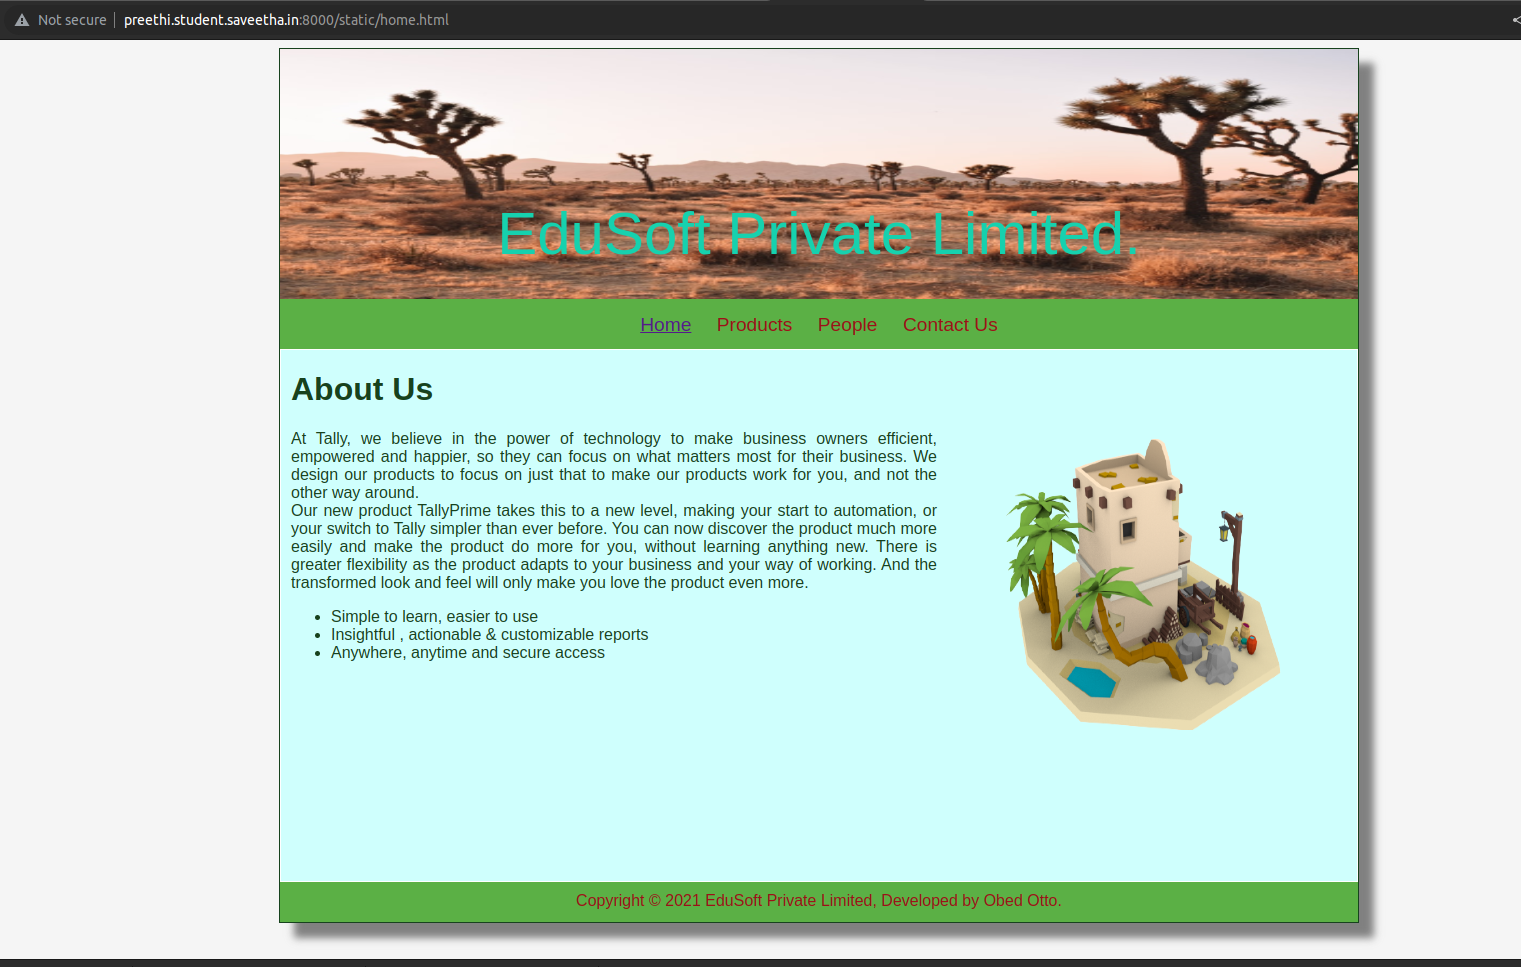 Not secure | preethi.student.saveetha.in:8000/static/home.html
EduSoft Private Limited.
Home Products People Contact Us
About Us
At Tally, we believe in the power of technology to make business owners efficient,
empowered and happier, so they can focus on what matters most for their business. We
design our products to focus on just that to make our products work for you, and not the
other way around.
Our new product TallyPrime takes this to a new level, making your start to automation, or
your switch to Tally simpler than ever before. You can now discover the product much more
easily and make the product do more for you, without learning anything new. There is
greater flexibility as the product adapts to your business and your way of working. And the
transformed look and feel will only make you love the product even more.
• Simple to learn, easier to use
• Insightful , actionable & customizable reports
• Anywhere, anytime and secure access
Copyright © 2021 EduSoft Private Limited, Developed by Obed Otto.